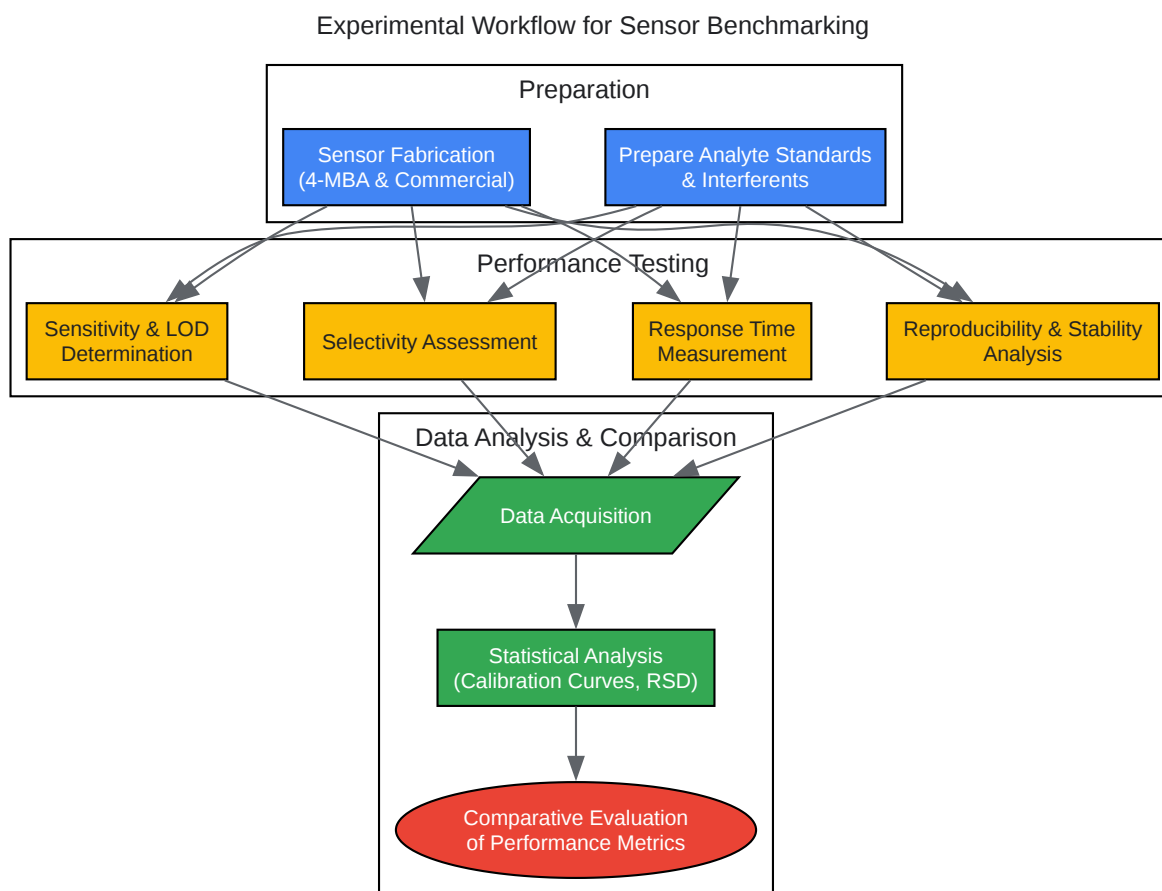 Experimental Workflow for Sensor Benchmarking
Preparation
Sensor Fabrication
(4-MBA & Commercial)
Prepare Analyte Standards
& Interferents
Performance Testing
Sensitivity & LOD
Determination
Selectivity Assessment
Response Time
Measurement
Reproducibility & Stability
Analysis
Data Analysis & Comparison
Data Acquisition
Statistical Analysis
(Calibration Curves, RSD)
Comparative Evaluation
of Performance Metrics